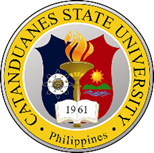 CATANDUANES STATE UNIVERSITY
1961
• Philippines •